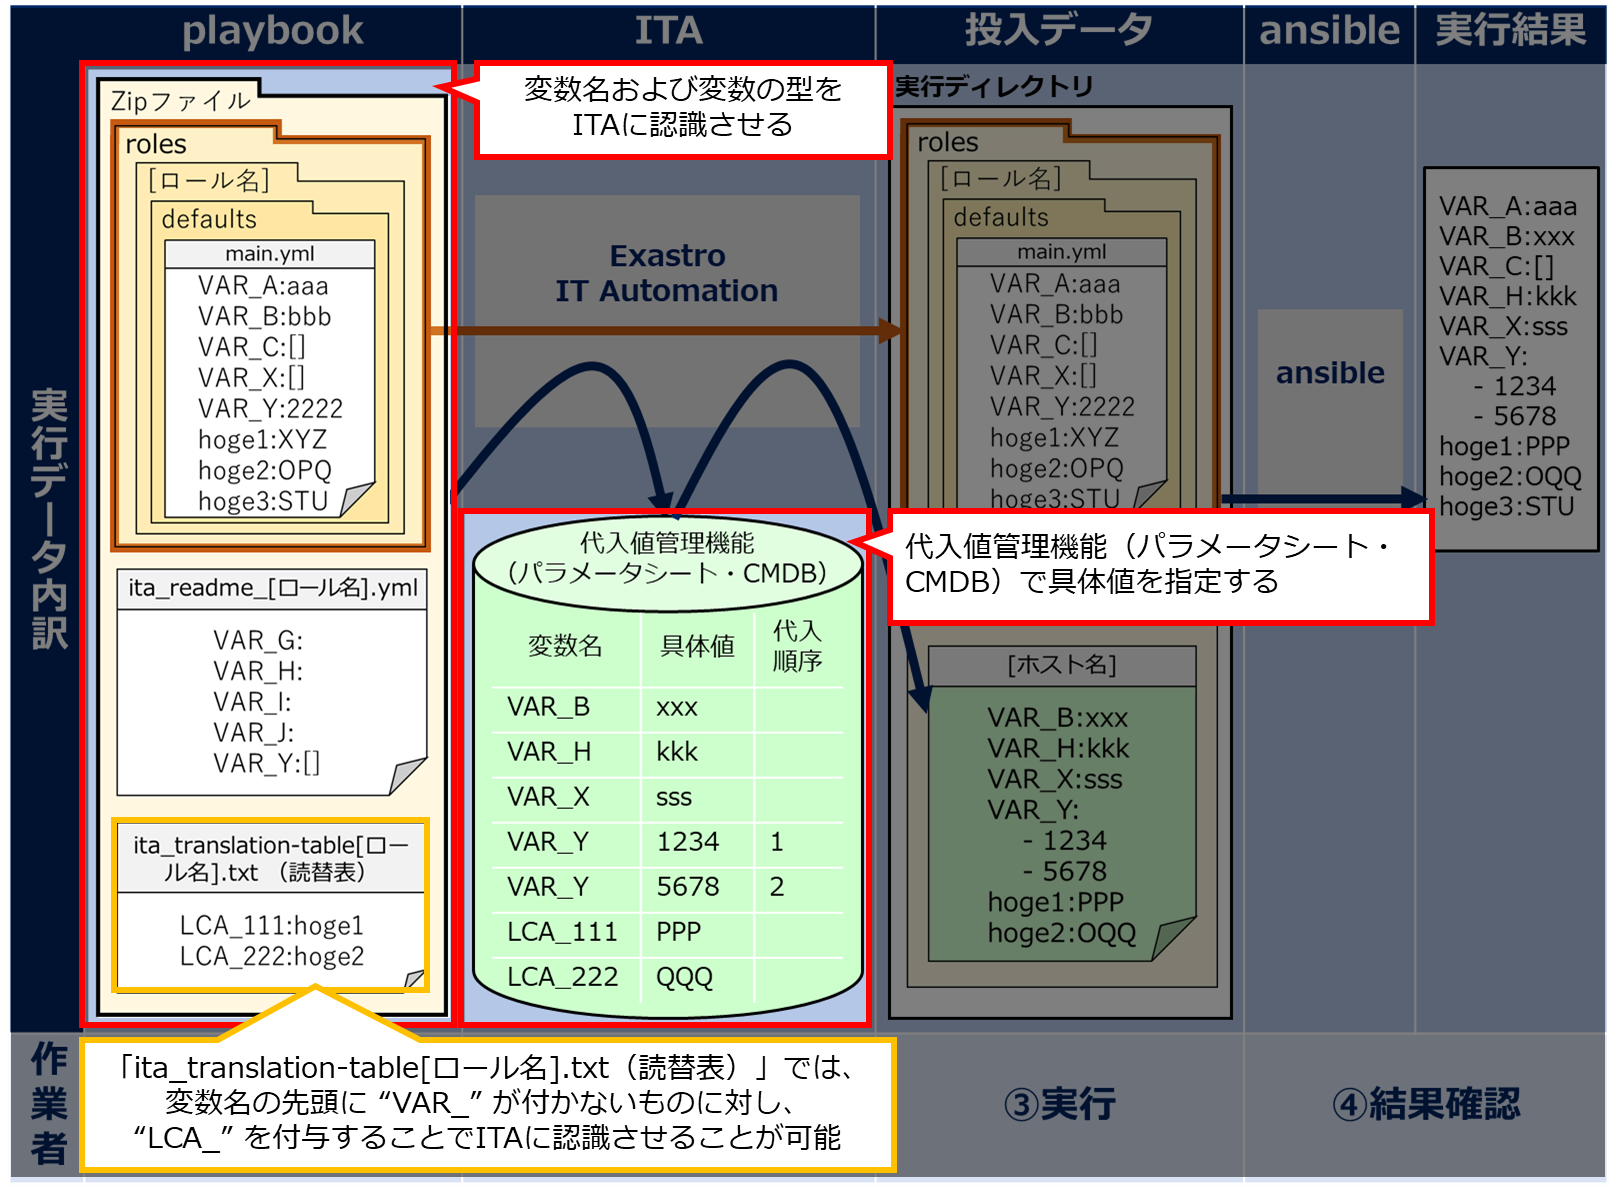 playbook
ITA
投入データ
ansible
実行結果
実行データ内訳
Zipファイル
roles
[ロール名]
defaults
main.yml
VAR_A:aaa
VAR_B:bbb
VAR_C:[]
VAR_X:[]
VAR_Y:2222
hoge1:XYZ
hoge2:OPQ
hoge3:STU
ita_readme_[ロール名].yml
VAR_G:
VAR_H:
VAR_I:
VAR_J:
VAR_Y:[]
ita_translation-table[ロー
ル名].txt （読替表）
LCA_111:hoge1
LCA_222:hoge2
変数名および変数の型を
ITAに認識させる
Exastro
IT Automation
代入値管理機能
（パラメータシート・CMDB）
変数名 具体値 代入
順序
VAR_B xxx
VAR_H kkk
VAR_X sss
VAR_Y 1234 1
VAR_Y 5678 2
LCA_111 PPP
LCA_222 QQQ
代入値管理機能（パラメータシート・
CMDB）で具体値を指定する
実行ディレクトリ
roles
[ロール名]
defaults
main.yml
VAR_A:aaa
VAR_B:bbb
VAR_C:[]
VAR_X:[]
VAR_Y:2222
hoge1:XYZ
hoge2:OPQ
hoge3:STU
[ホスト名]
VAR_B:xxx
VAR_H:kkk
VAR_X:sss
VAR_Y:
- 1234
- 5678
hoge1:PPP
hoge2:OQQ
ansible
VAR_A:aaa
VAR_B:xxx
VAR_C:[]
VAR_H:kkk
VAR_X:sss
VAR_Y:
- 1234
- 5678
hoge1:PPP
hoge2:OQQ
hoge3:STU
作業者
「ita_translation-table[ロール名].txt（読替表）」では、
変数名の先頭に “VAR_” が付かないものに対し、
“LCA_” を付与することでITAに認識させることが可能
③実行
④結果確認